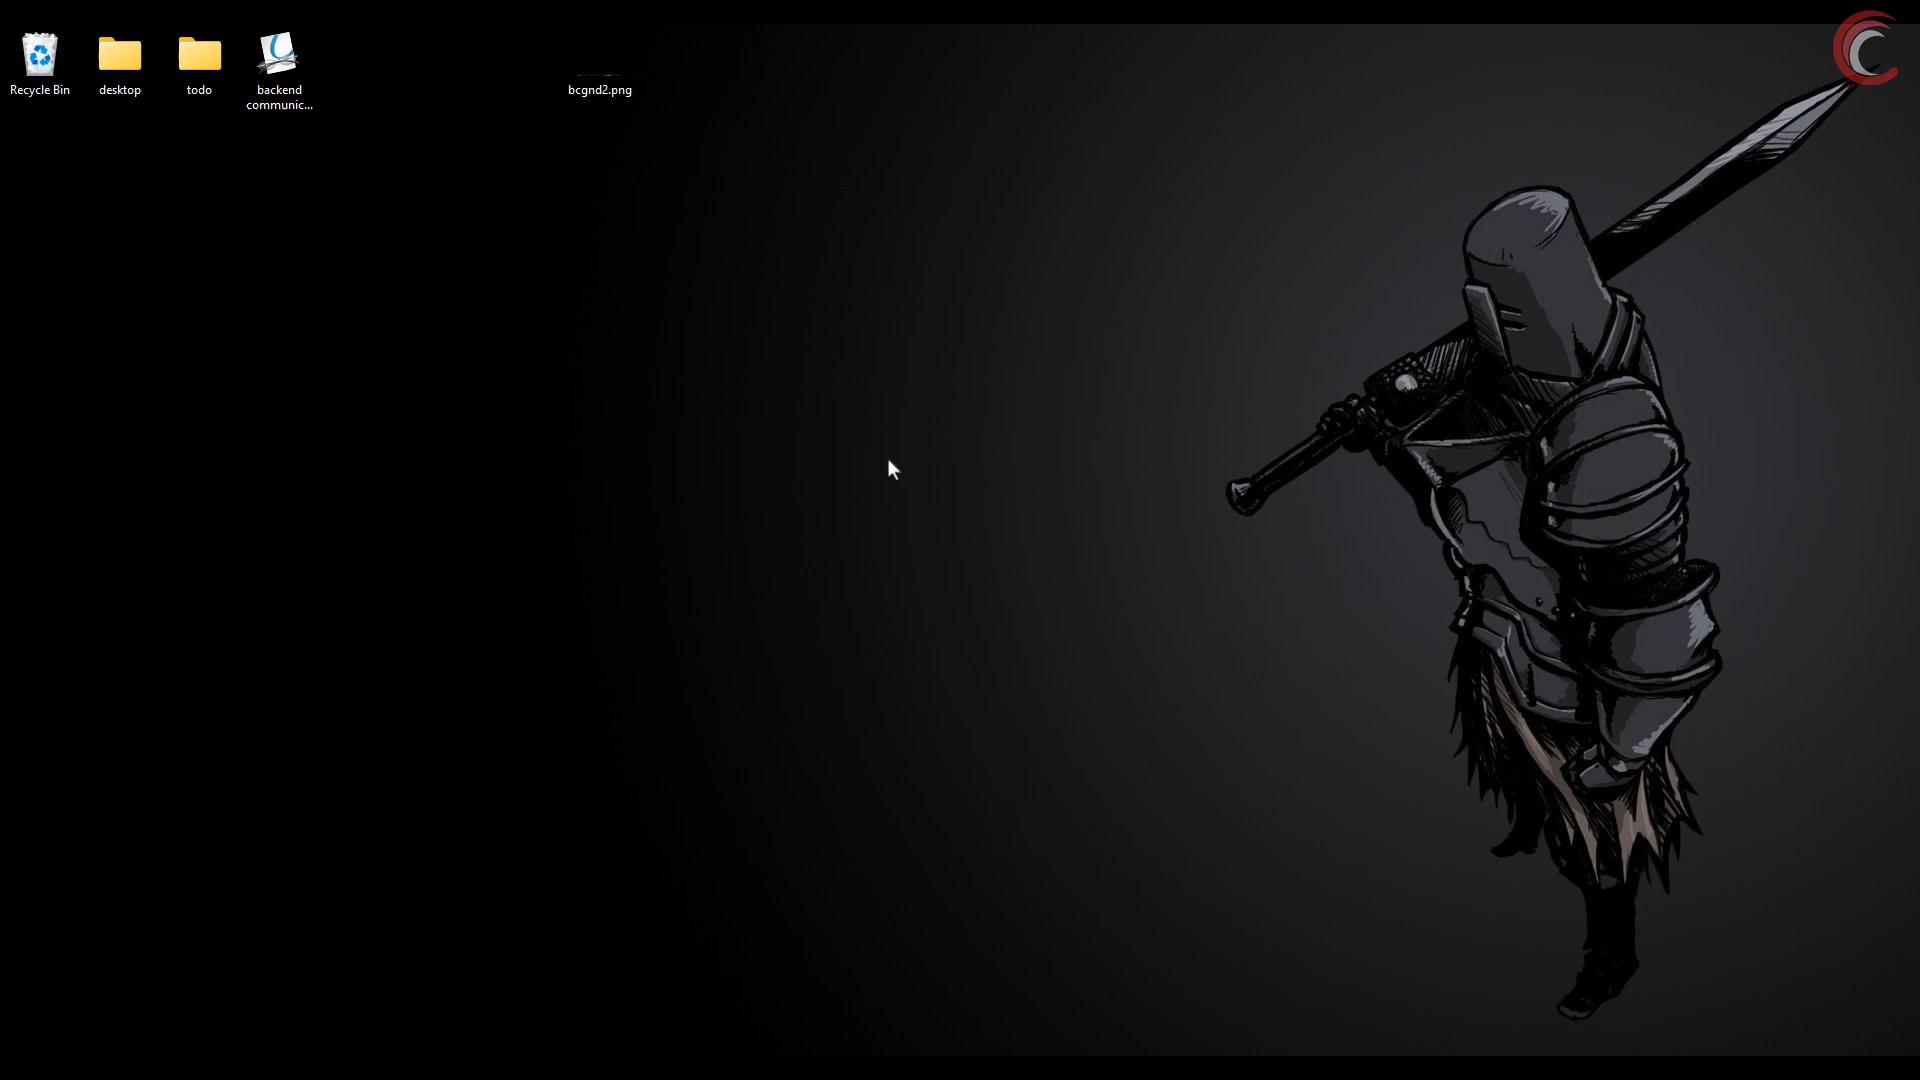 Recycle Bin
desktop
todo
backend
communic...
bcgnd2.png